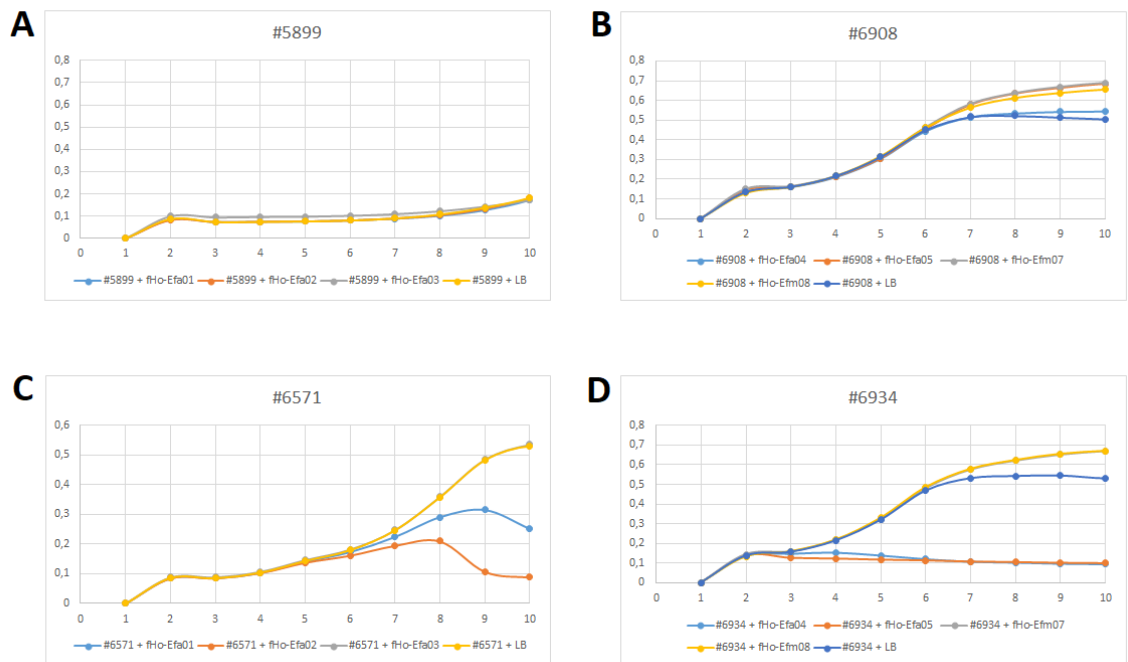 A
#5899
0,8
0,7
0,6
0,5
0,4
0,3
0,2
0,1
0
0 1 2 3 4 5 6 7 8 9 10
#5899 + fHo-Efa01 #5899 + fHo-Efa02 #5899 + fHo-Efa03 #5899 + LB
B
#6908
0,8
0,7
0,6
0,5
0,4
0,3
0,2
0,1
0
0 1 2 3 4 5 6 7 8 9 10
#6908 + fHo-Efa04 #6908 + fHo-Efa05 #6908 + fHo-Efm07
#6908 + fHo-Efm08 #6908 + LB
C
#6571
0,6
0,5
0,4
0,3
0,2
0,1
0
0 1 2 3 4 5 6 7 8 9 10
#6571 + fHo-Efa01 #6571 + fHo-Efa02 #6571 + fHo-Efa03 #6571 + LB
D
#6934
0,8
0,7
0,6
0,5
0,4
0,3
0,2
0,1
0
0 1 2 3 4 5 6 7 8 9 10
#6934 + fHo-Efa04 #6934 + fHo-Efa05 #6934 + fHo-Efm07
#6934 + fHo-Efm08 #6934 + LB